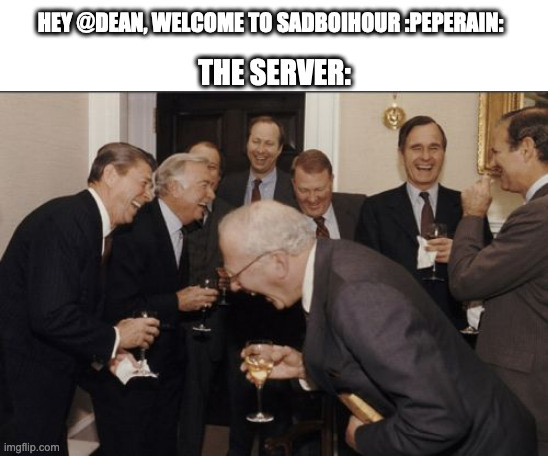 HEY @DEAN, WELCOME TO SADBOIHOUR :PEPERAIN:
THE SERVER:
imgflip.com